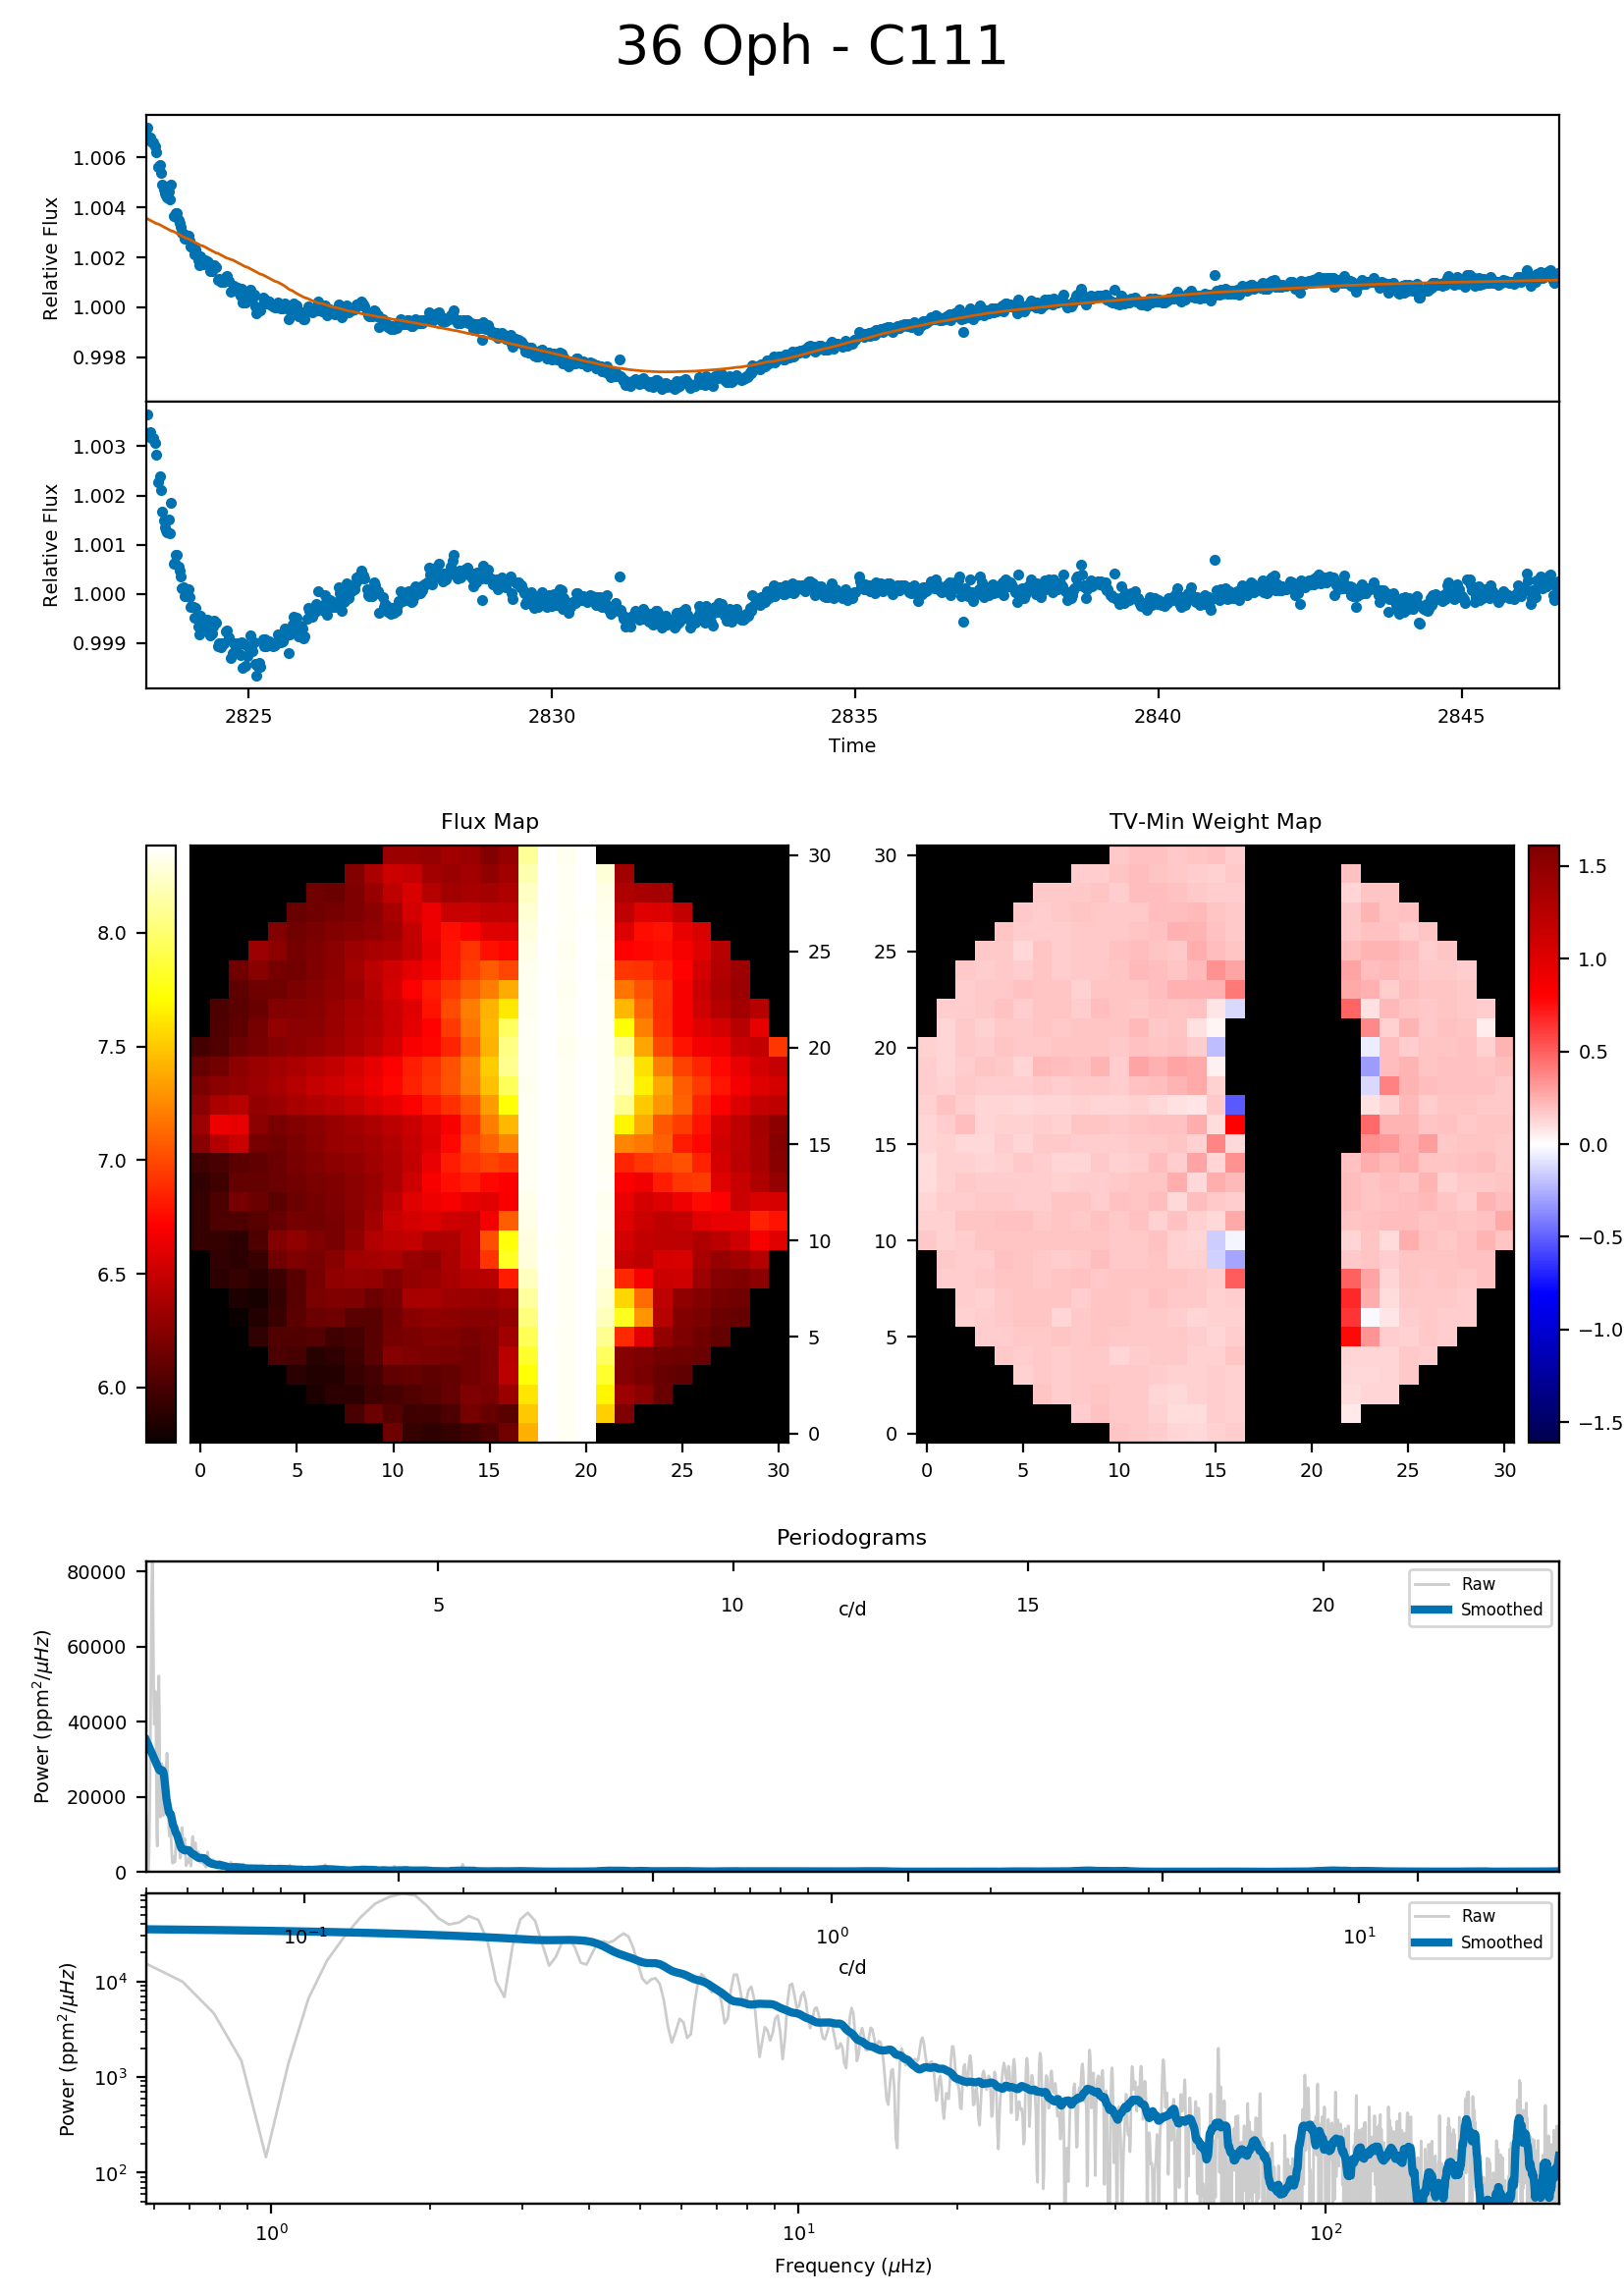 36 Oph - C111
1.006
1.004
1.002
1.000
0.998
Relative Flux
1.003
1.002
1.001
1.000
0.999
Relative Flux
2825 2830 2835 2840 2845
Time
Flux Map
TV-Min Weight Map
8.0
7.5
7.0
6.5
6.0
30
25
20
15
10
5
0
0 5 10 15 20 25 30
30
25
20
15
10
5
0
0 5 10 15 20 25 30
1.5
1.0
0.5
0.0
−0.5
−1.0
−1.5
Periodograms
80000
60000
40000
20000
0
Power (ppm²/μHz)
5 10 15 20
c/d
Raw
Smoothed
10⁻¹ 10⁰ 10¹
c/d
Raw
Smoothed
10⁴
10³
10²
Power (ppm²/μHz)
10⁰ 10¹ 10²
Frequency (μHz)